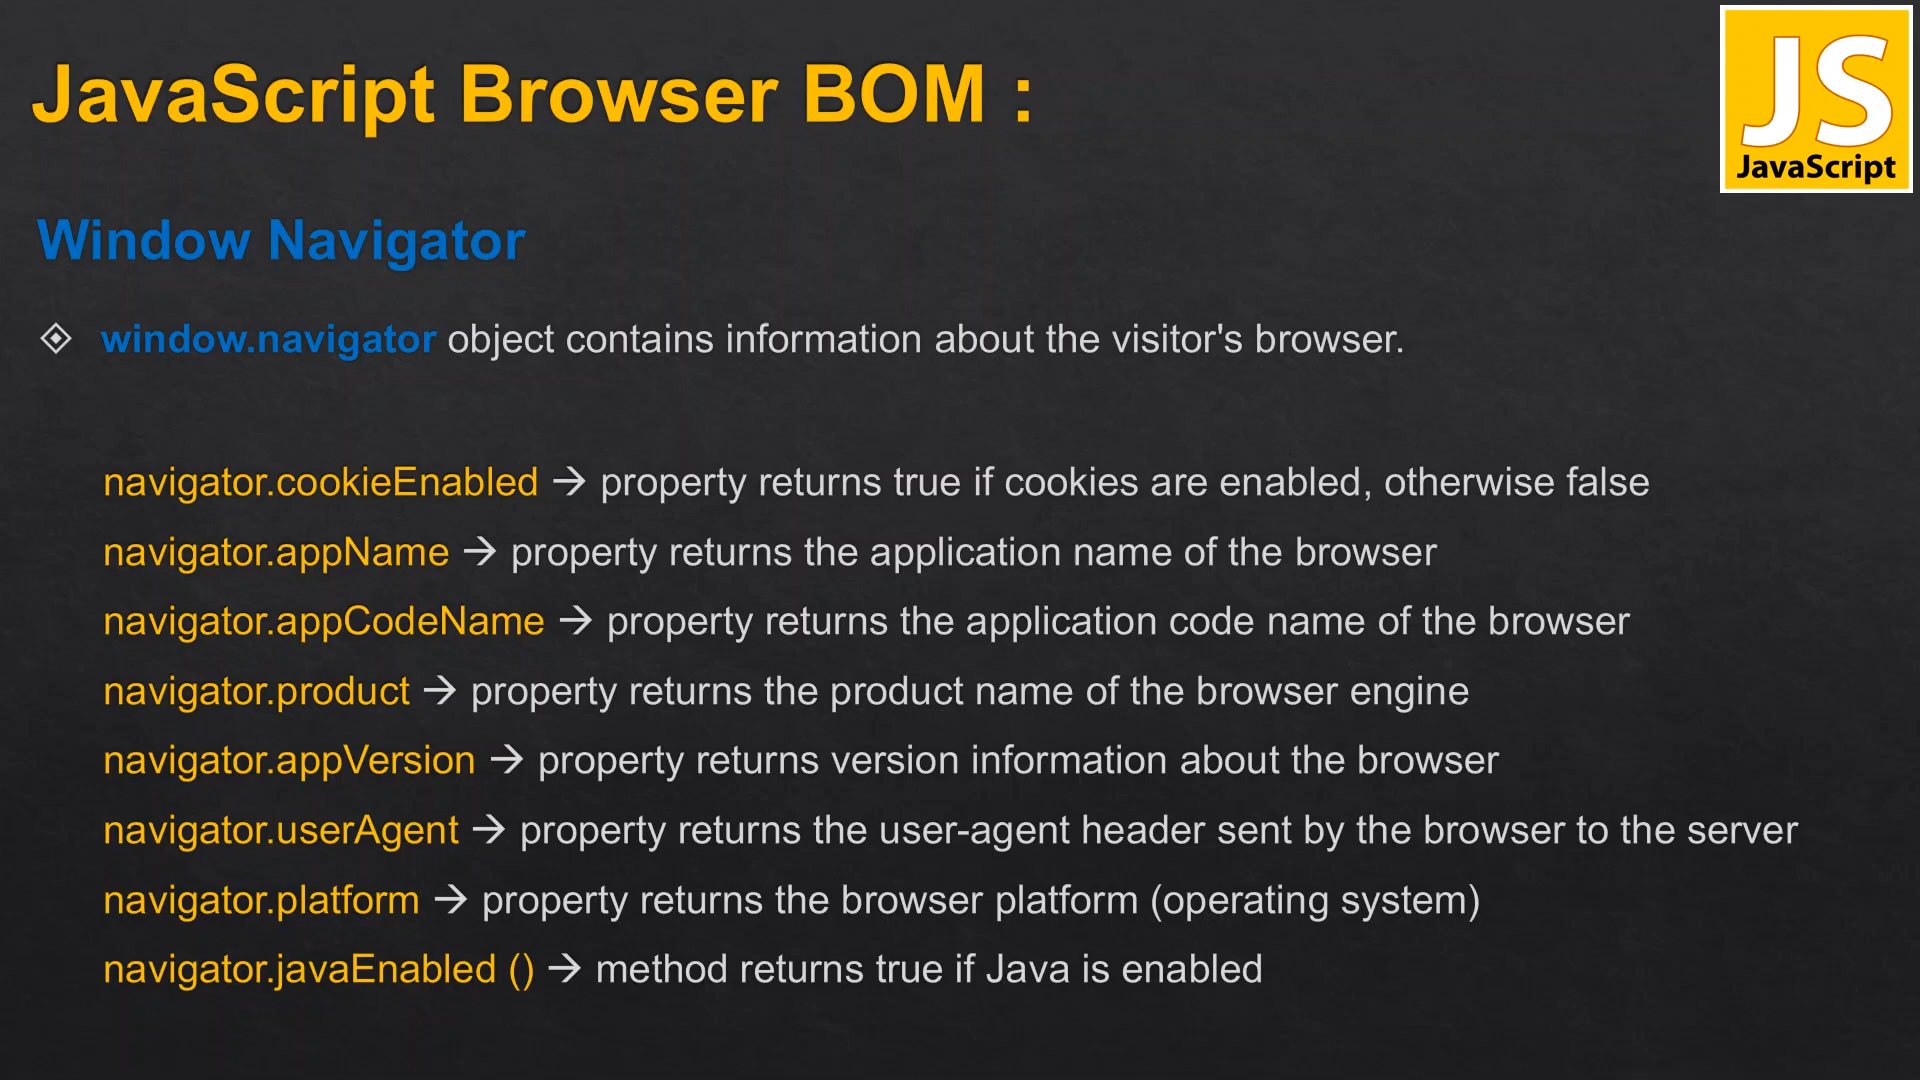 JavaScript Browser BOM :
JS
JavaScript
Window Navigator
window.navigator object contains information about the visitor's browser.
navigator.cookieEnabled → property returns true if cookies are enabled, otherwise false
navigator.appName → property returns the application name of the browser
navigator.appCodeName → property returns the application code name of the browser
navigator.product → property returns the product name of the browser engine
navigator.appVersion → property returns version information about the browser
navigator.userAgent → property returns the user-agent header sent by the browser to the server
navigator.platform → property returns the browser platform (operating system)
navigator.javaEnabled () → method returns true if Java is enabled